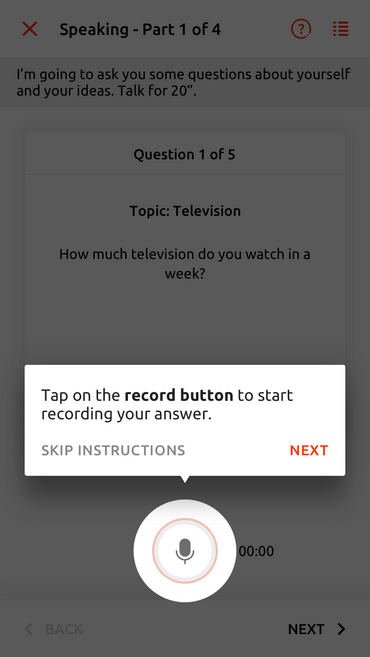 Speaking - Part 1 of 4
?
I'm going to ask you some questions about yourself
and your ideas. Talk for 20”.
Question 1 of 5
Topic: Television
How much television do you watch in a
week?
Tap on the record button to start
recording your answer.
SKIP INSTRUCTIONS NEXT
00:00
BACK NEXT